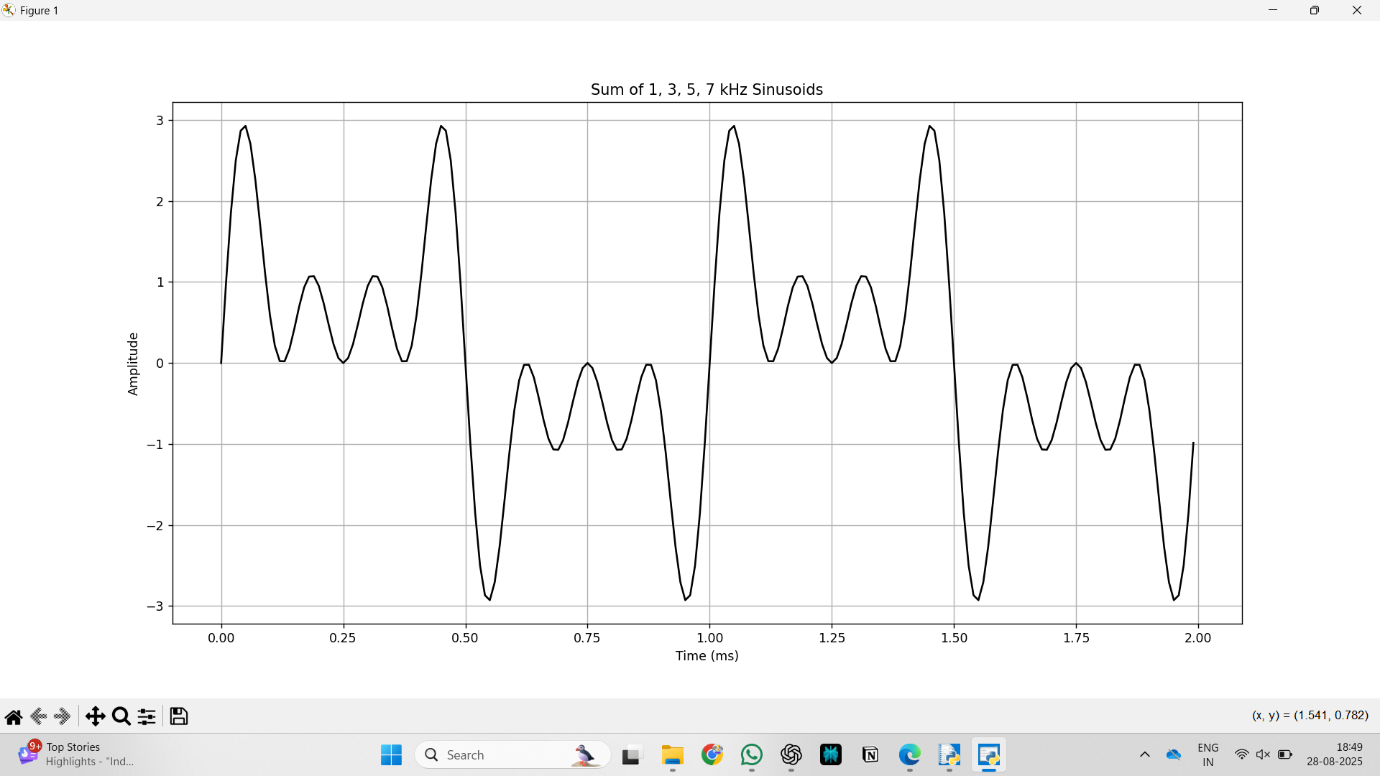 Figure 1
Sum of 1, 3, 5, 7 kHz Sinusoids
3
2
1
0
−1
−2
−3
Amplitude
0.00 0.25 0.50 0.75 1.00 1.25 1.50 1.75 2.00
Time (ms)
(x, y) = (1.541, 0.782)
9+
Top Stories
Highlights - "Ind...
Search
ENG
IN
18:49
28-08-2025